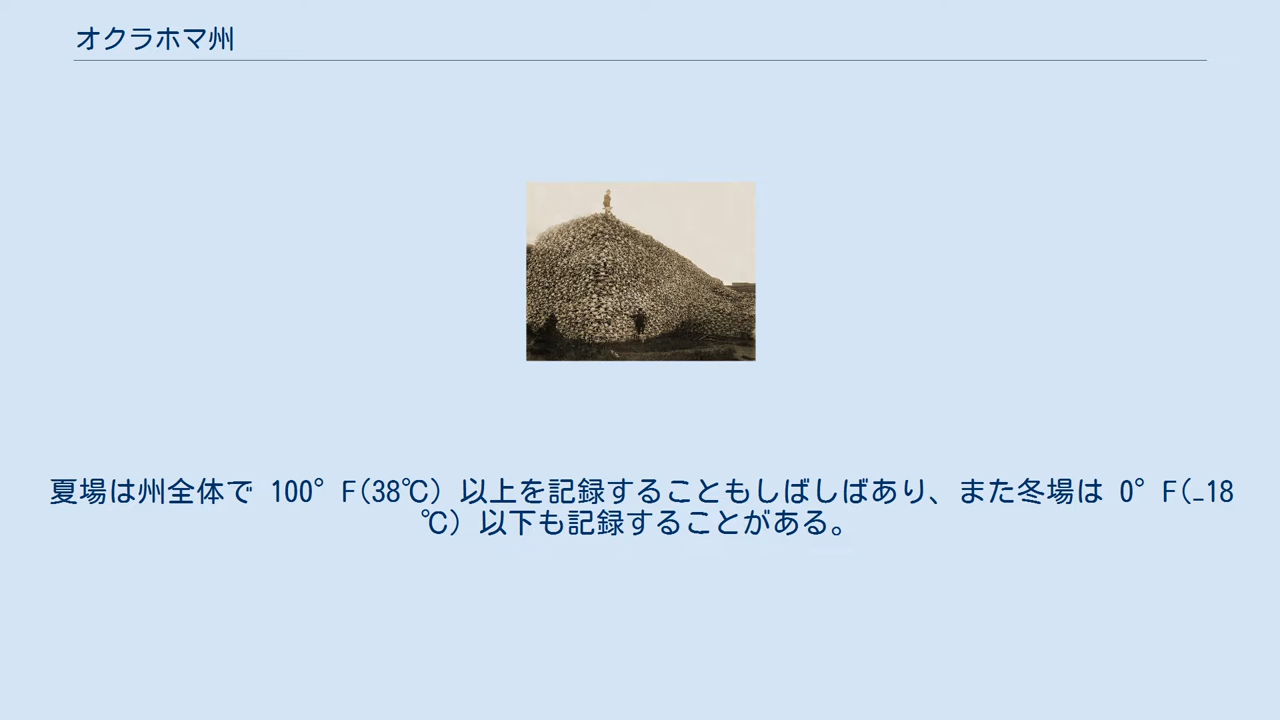 オクラホマ州
夏場は州全体で 100°F(38℃) 以上を記録することもしばしばあり、また冬場は 0°F(-18
℃) 以下も記録することがある。